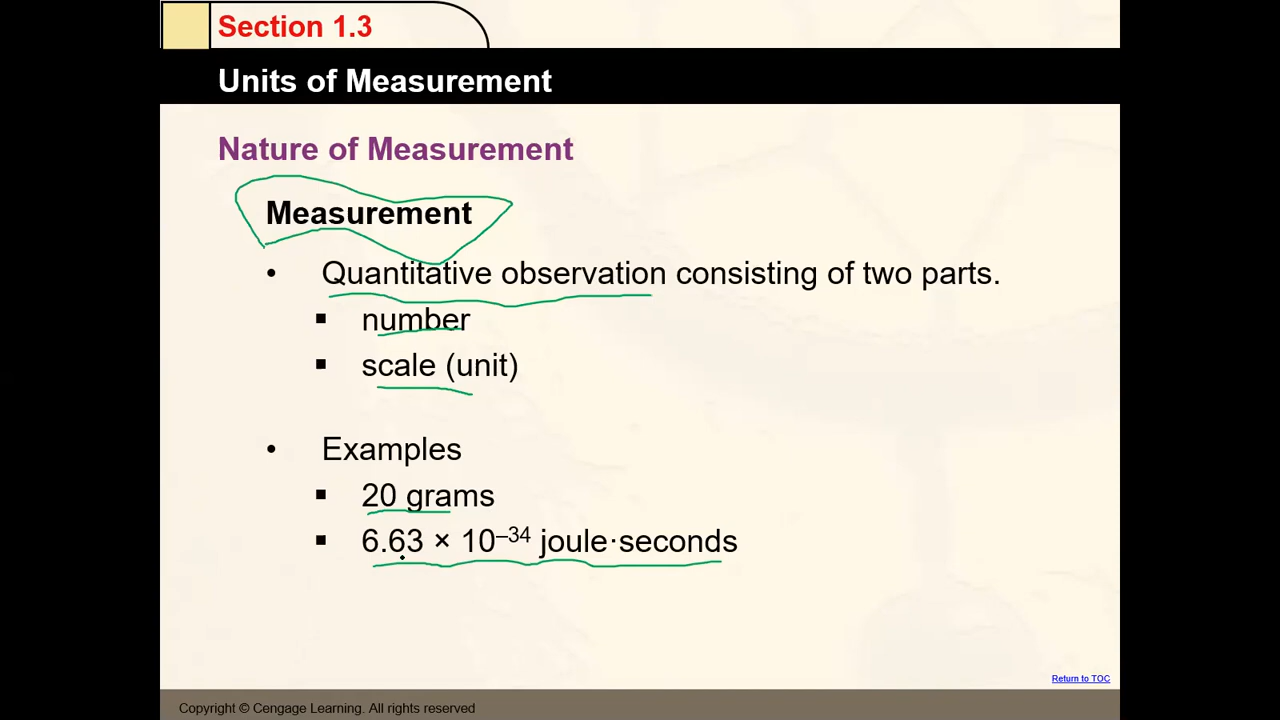 Section 1.3
Units of Measurement
Nature of Measurement
Measurement
• Quantitative observation consisting of two parts.
▪ number
▪ scale (unit)
• Examples
▪ 20 grams
▪ 6.63 × 10⁻³⁴ joule·seconds
Return to TOC
Copyright © Cengage Learning. All rights reserved